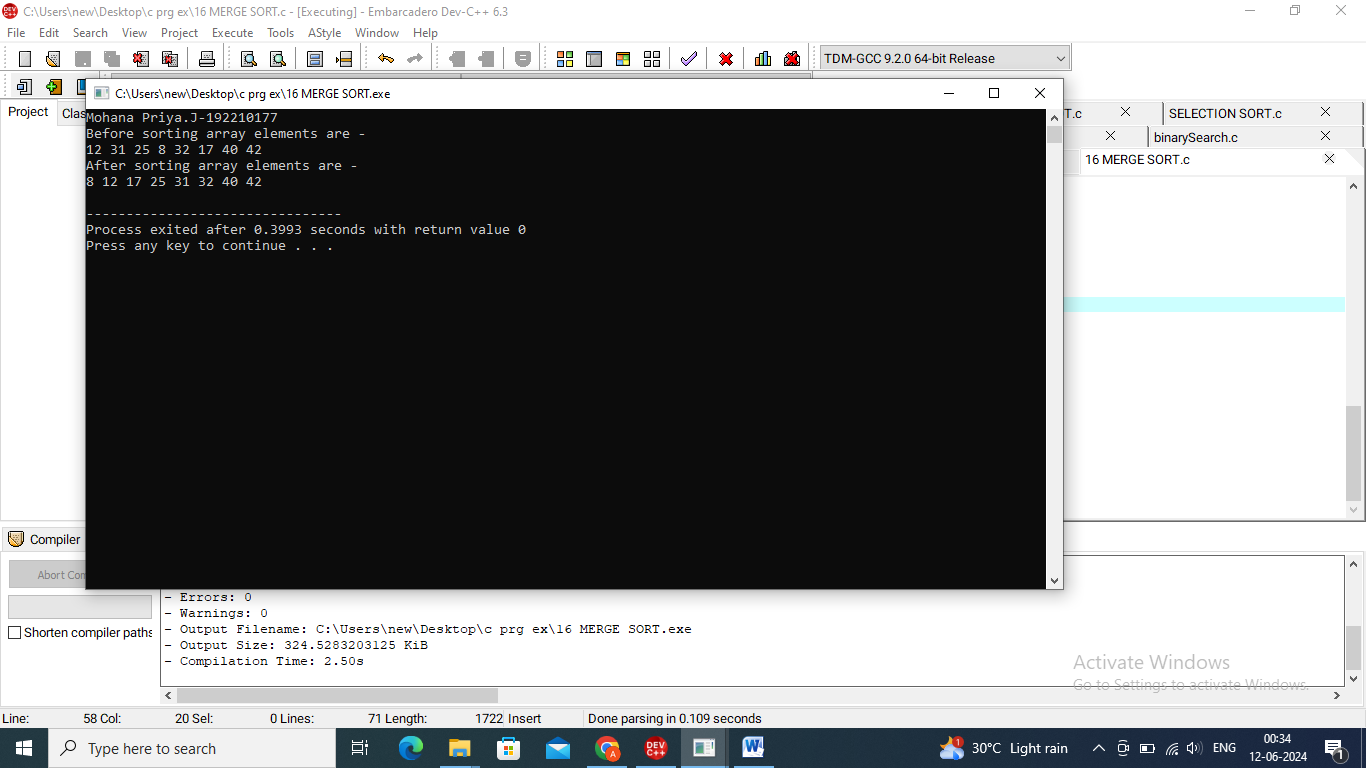 C:\Users\new\Desktop\c prg ex\16 MERGE SORT.c - [Executing] - Embarcadero Dev-C++ 6.3
File Edit Search View Project Execute Tools AStyle Window Help
TDM-GCC 9.2.0 64-bit Release
C:\Users\new\Desktop\c prg ex\16 MERGE SORT.exe
Project Clas
T.c SELECTION SORT.c
binarySearch.c
16 MERGE SORT.c
Mohana Priya.J-192210177
Before sorting array elements are -
12 31 25 8 32 17 40 42
After sorting array elements are -
8 12 17 25 31 32 40 42
--------------------------------
Process exited after 0.3993 seconds with return value 0
Press any key to continue . . .
Compiler
Abort Com
Shorten compiler paths
- Errors: 0
- Warnings: 0
- Output Filename: C:\Users\new\Desktop\c prg ex\16 MERGE SORT.exe
- Output Size: 324.5283203125 KiB
- Compilation Time: 2.50s
Activate Windows
Go to Settings to activate Windows.
Line: 58 Col: 20 Sel: 0 Lines: 71 Length: 1722 Insert Done parsing in 0.109 seconds
Type here to search
30°C Light rain
ENG
00:34
12-06-2024
1